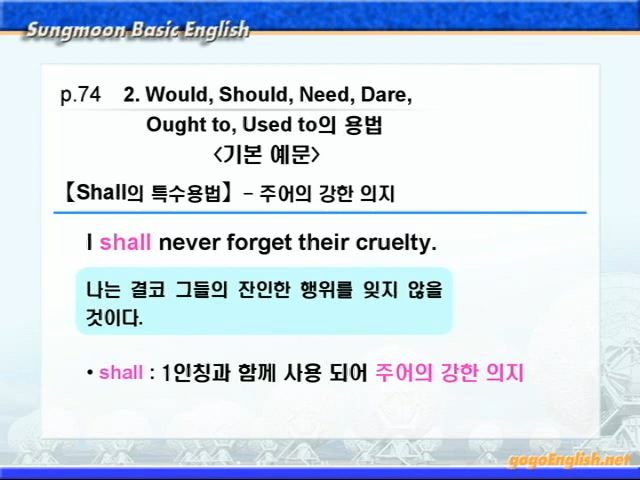 Sungmoon Basic English
p.74 2. Would, Should, Need, Dare,
Ought to, Used to의 용법
<기본 예문>
【Shall의 특수용법】 - 주어의 강한 의지
I shall never forget their cruelty.
나는 결코 그들의 잔인한 행위를 잊지 않을
것이다.
• shall : 1인칭과 함께 사용 되어 주어의 강한 의지
gogoEnglish.net